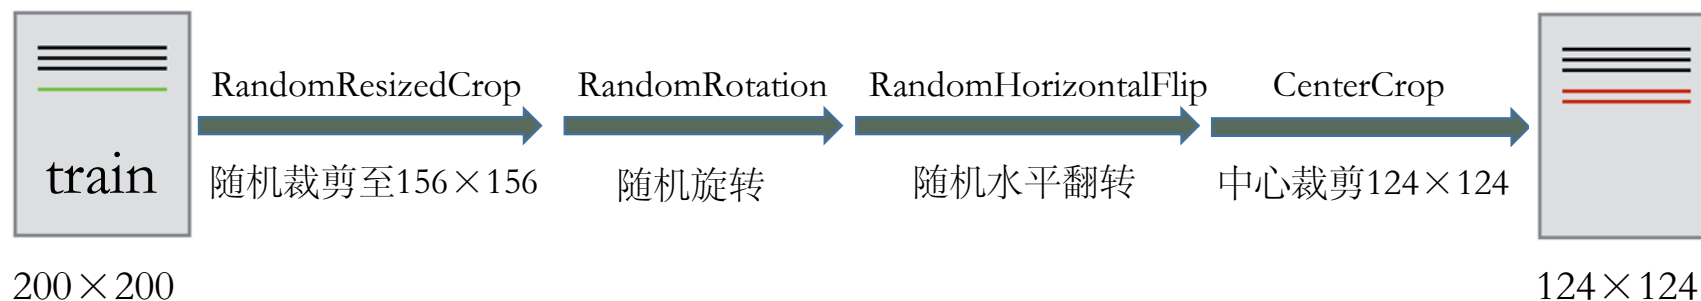 RandomResizedCrop RandomRotation RandomHorizontalFlip CenterCrop
train 随机裁剪至156×156 随机旋转 随机水平翻转 中心裁剪124×124
200×200 124×124